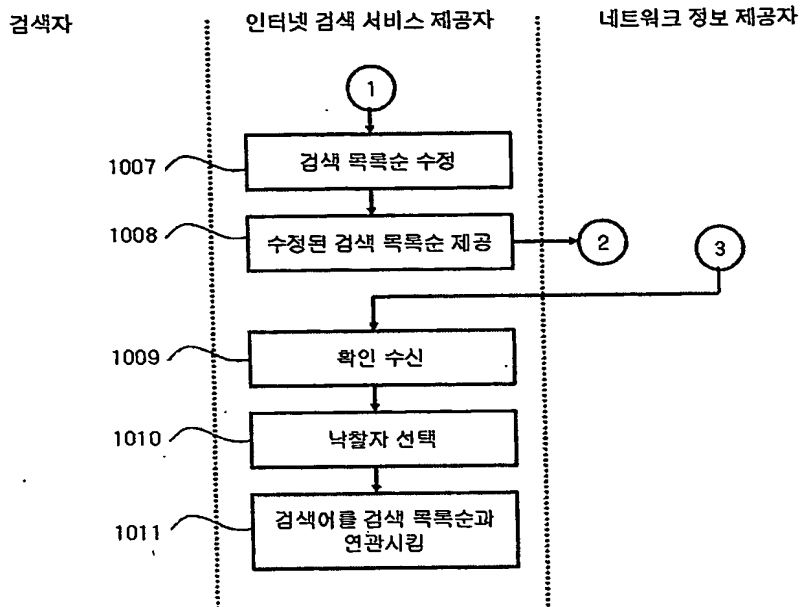 검색자
인터넷 검색 서비스 제공자
네트워크 정보 제공자
1
1007
검색 목록순 수정
1008
수정된 검색 목록순 제공
2
3
1009
확인 수신
1010
낙찰자 선택
1011
검색어를 검색 목록순과
연관시킴